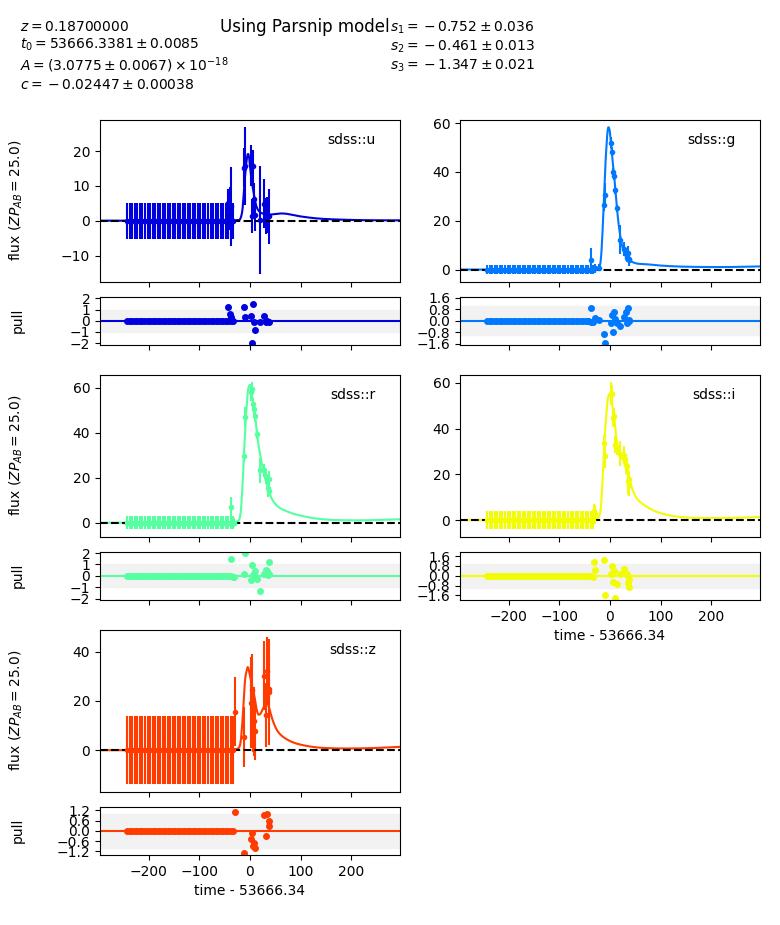 Using Parsnip model
z = 0.18700000
t₀ = 53666.3381 ± 0.0085
A = (3.0775 ± 0.0067) × 10⁻¹⁸
c = −0.02447 ± 0.00038
s₁ = −0.752 ± 0.036
s₂ = −0.461 ± 0.013
s₃ = −1.347 ± 0.021
sdss::u
flux (ZP_AB = 25.0)
20
10
0
−10
pull
2
1
0
−1
−2
sdss::g
60
40
20
0
1.6
0.8
0.0
−0.8
−1.6
sdss::r
flux (ZP_AB = 25.0)
60
40
20
0
pull
2
1
0
−1
−2
sdss::i
60
40
20
0
1.6
0.8
0.0
−0.8
−1.6
−200 −100 0 100 200
time - 53666.34
sdss::z
flux (ZP_AB = 25.0)
40
20
0
pull
1.2
0.6
0.0
−0.6
−1.2
−200 −100 0 100 200
time - 53666.34